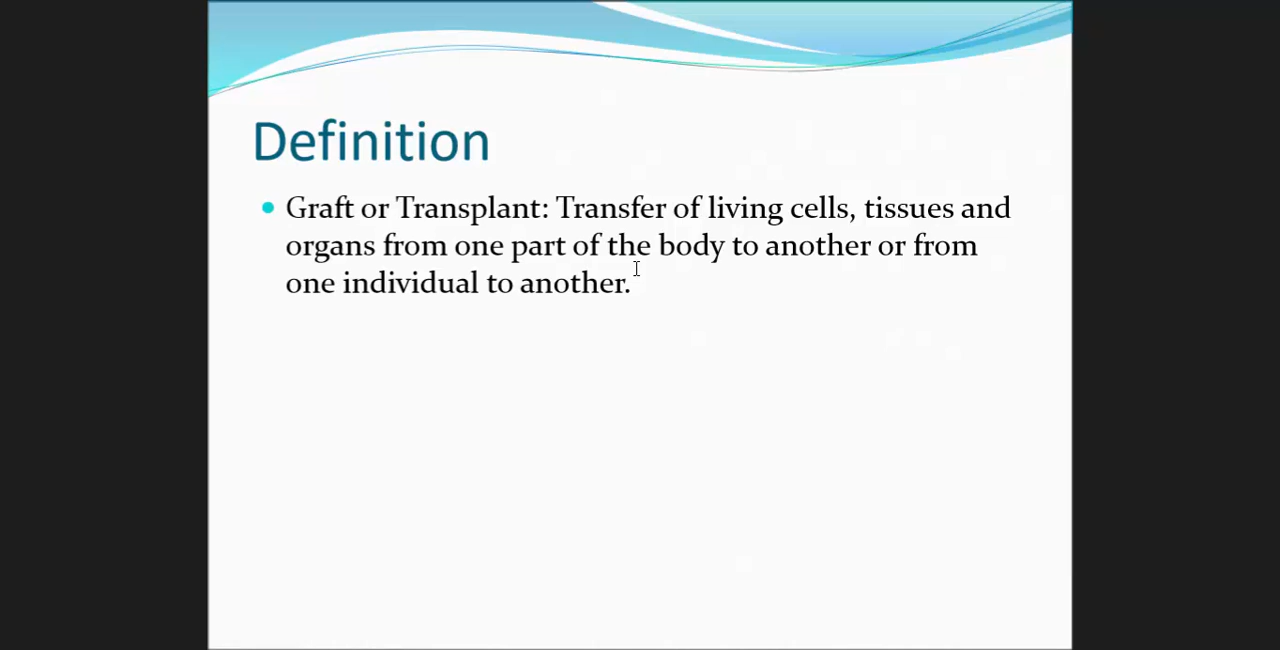 Definition
Graft or Transplant: Transfer of living cells, tissues and
organs from one part of the body to another or from
one individual to another.